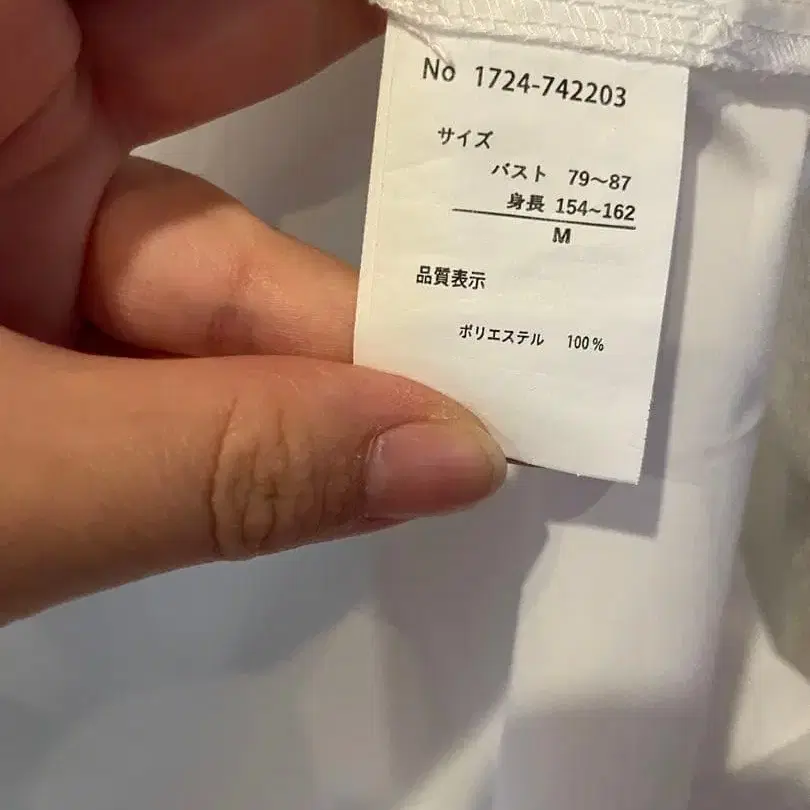 No 1724-742203
サイズ
バスト 79～87
身長 154~162
M
品質表示
ポリエステル 100%